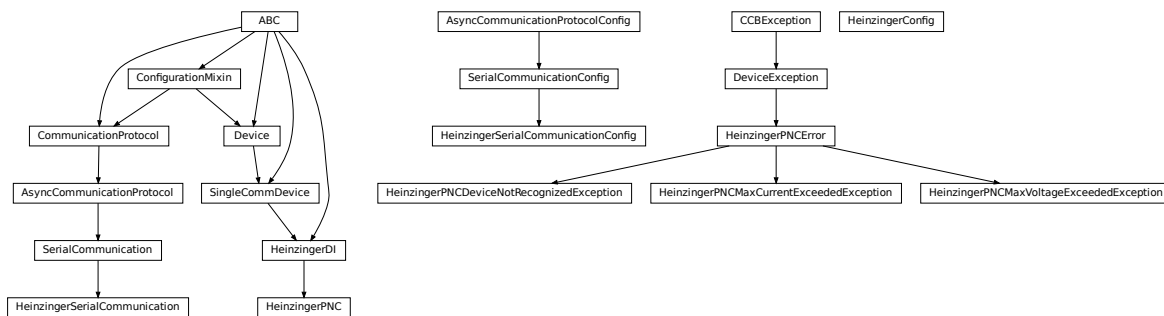 ABC
AsyncCommunicationProtocolConfig
CCBException
HeinzingerConfig
ConfigurationMixin
SerialCommunicationConfig
DeviceException
CommunicationProtocol
Device
HeinzingerSerialCommunicationConfig
HeinzingerPNCError
AsyncCommunicationProtocol
SingleCommDevice
HeinzingerPNCDeviceNotRecognizedException
HeinzingerPNCMaxCurrentExceededException
HeinzingerPNCMaxVoltageExceededException
SerialCommunication
HeinzingerDI
HeinzingerSerialCommunication
HeinzingerPNC